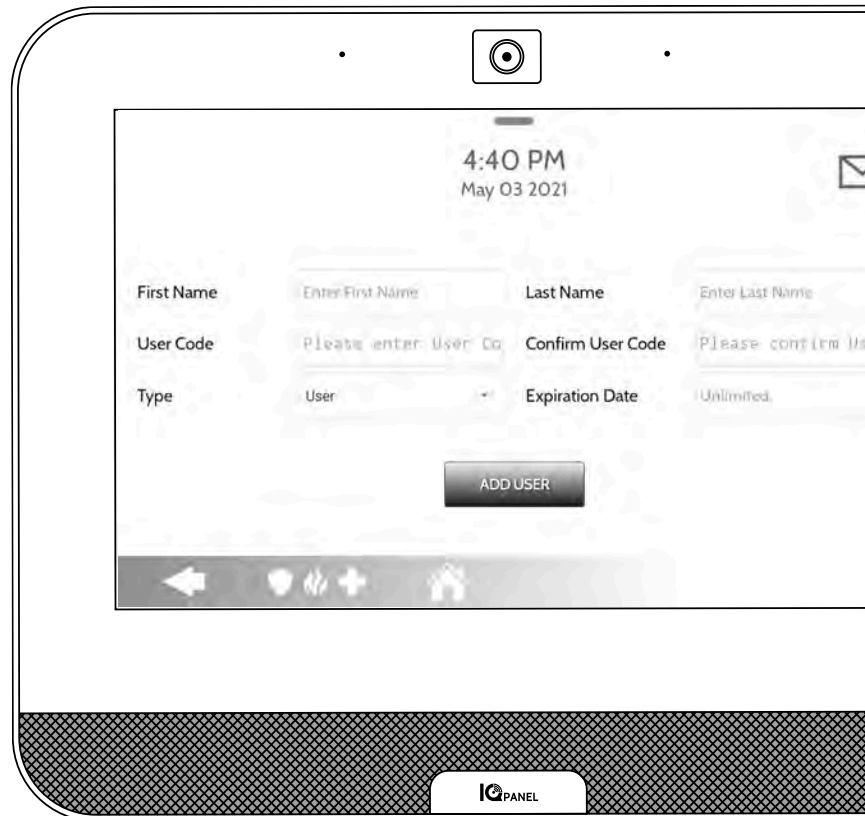 4:40 PM
May 03 2021
First Name Enter First Name Last Name Enter Last Name
User Code Please enter User Co Confirm User Code Please confirm Us
Type User Expiration Date Unlimited
ADD USER
IQ PANEL